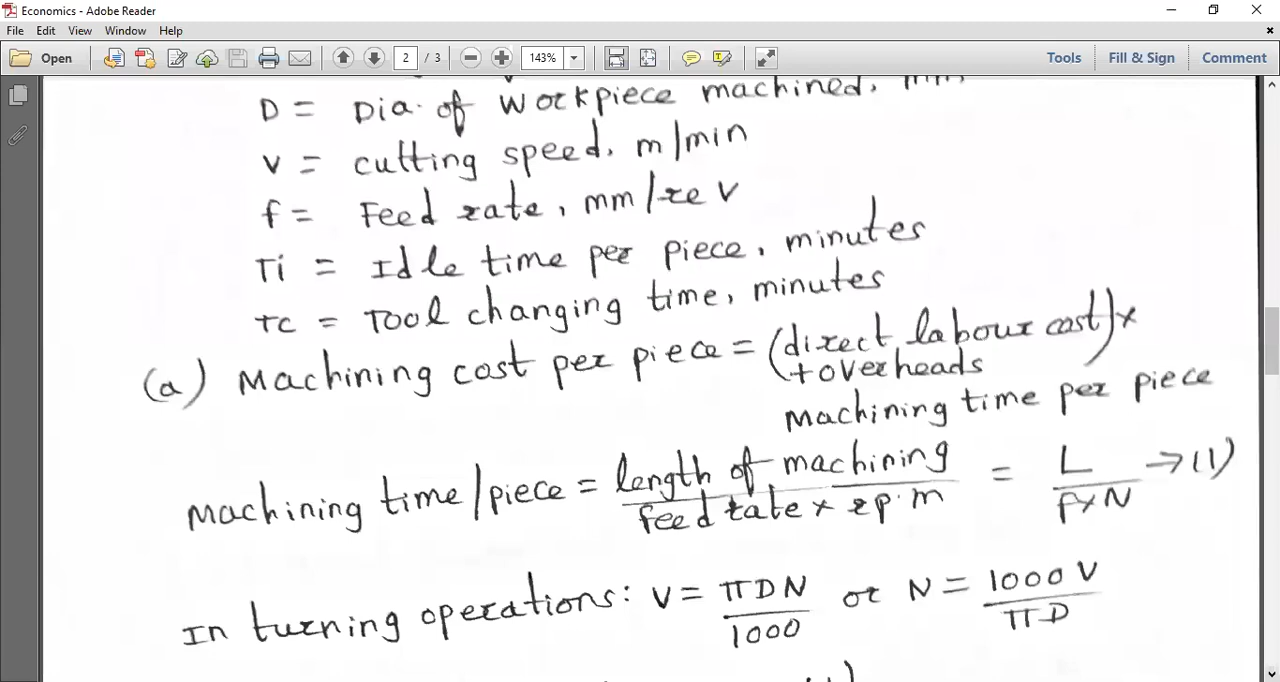 Economics - Adobe Reader
File Edit View Window Help
Open 2 / 3 143% Tools Fill & Sign Comment
D = Dia. of workpiece machined, mm.
V = cutting speed, m/min
f = Feed rate, mm/rev
Ti = Idle time per piece, minutes
TC = Tool changing time, minutes
(a) Machining cost per piece = (direct labour cost + overheads) x
Machining time per piece
Machining time/piece = length of machining / feed rate x rp.m = L / f x N → (1)
In turning operations: V = πDN / 1000 or N = 1000 V / πD